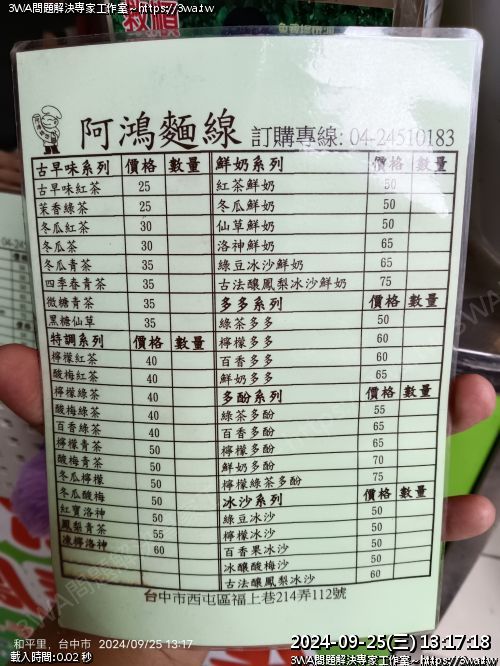 3WA問題解決專家工作室~https://3wa.tw
阿鴻麵線 訂購專線: 04-24510183
古早味系列 價格 數量
古早味紅茶 25
茉香綠茶 25
冬瓜紅茶 30
冬瓜茶 30
冬瓜青茶 35
四季春青茶 35
微糖青茶 35
黑糖仙草 35
特調系列 價格 數量
檸檬紅茶 40
酸梅紅茶 40
檸檬綠茶 40
酸梅綠茶 40
百香綠茶 40
檸檬青茶 50
酸梅青茶 50
冬瓜檸檬 50
冬瓜酸梅 50
紅寶洛神 50
鳳梨青茶 55
凍檸洛神 60
鮮奶系列 價格 數量
紅茶鮮奶 50
冬瓜鮮奶 50
仙草鮮奶 50
洛神鮮奶 65
綠豆冰沙鮮奶 65
古法釀鳳梨冰沙鮮奶 75
多多系列 價格 數量
綠茶多多 50
檸檬多多 60
百香多多 60
鮮奶多多 65
多酚系列 價格 數量
綠茶多酚 55
百香多酚 65
檸檬多酚 65
鮮奶多酚 70
檸檬綠茶多酚 75
冰沙系列 價格 數量
綠豆冰沙 50
檸檬冰沙 50
百香果冰沙 50
冰釀酸梅沙 50
古法釀鳳梨冰沙 60
台中市西屯區福上巷214弄112號
和平里, 台中市 2024/09/25 13:17
載入時間:0.02 秒
2024-09-25(三) 13:17:18
3WA問題解決專家工作室~https://3wa.tw